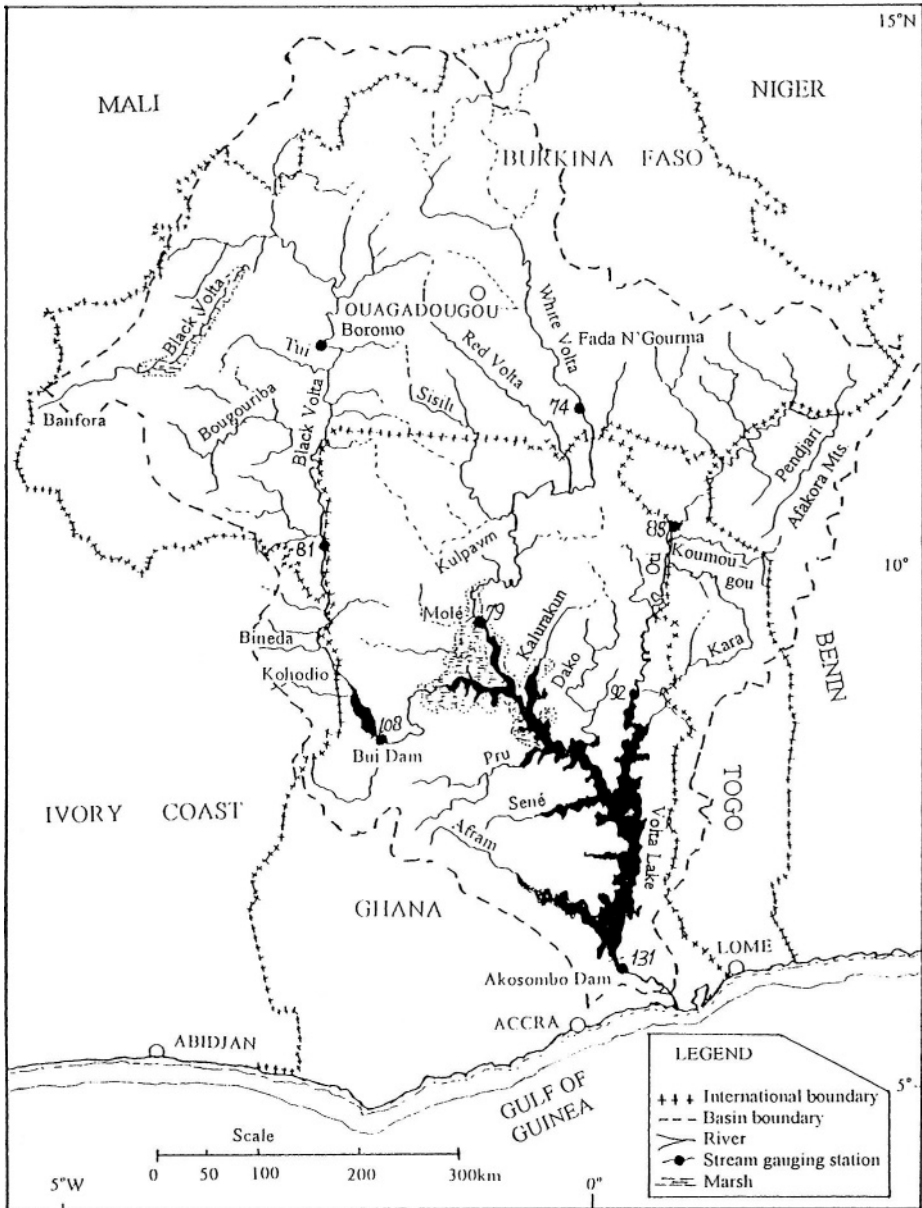 15°N
MALI
NIGER
BURKINA FASO
Black Volta
OUAGADOUGOU
Boromo
White Volta
Tui
Red Volta
Fada N'Gourma
Banfora
Bougouriba
Black Volta
Sisili
74
Pendjari
Afakora Mts
81
Kulpawn
85
Koumou-
gou
10°
Molé
79
Kalurakun
Dako
Kara
BENIN
Bineda
Kohodio
92
108
Bui Dam
Pru
IVORY COAST
Sené
Afram
Volta Lake
TOGO
GHANA
131
LOME
Akosombo Dam
ACCRA
ABIDJAN
GULF OF
GUINEA
5°
LEGEND
International boundary
Basin boundary
River
Stream gauging station
Marsh
Scale
0 50 100 300km
5°W
0°